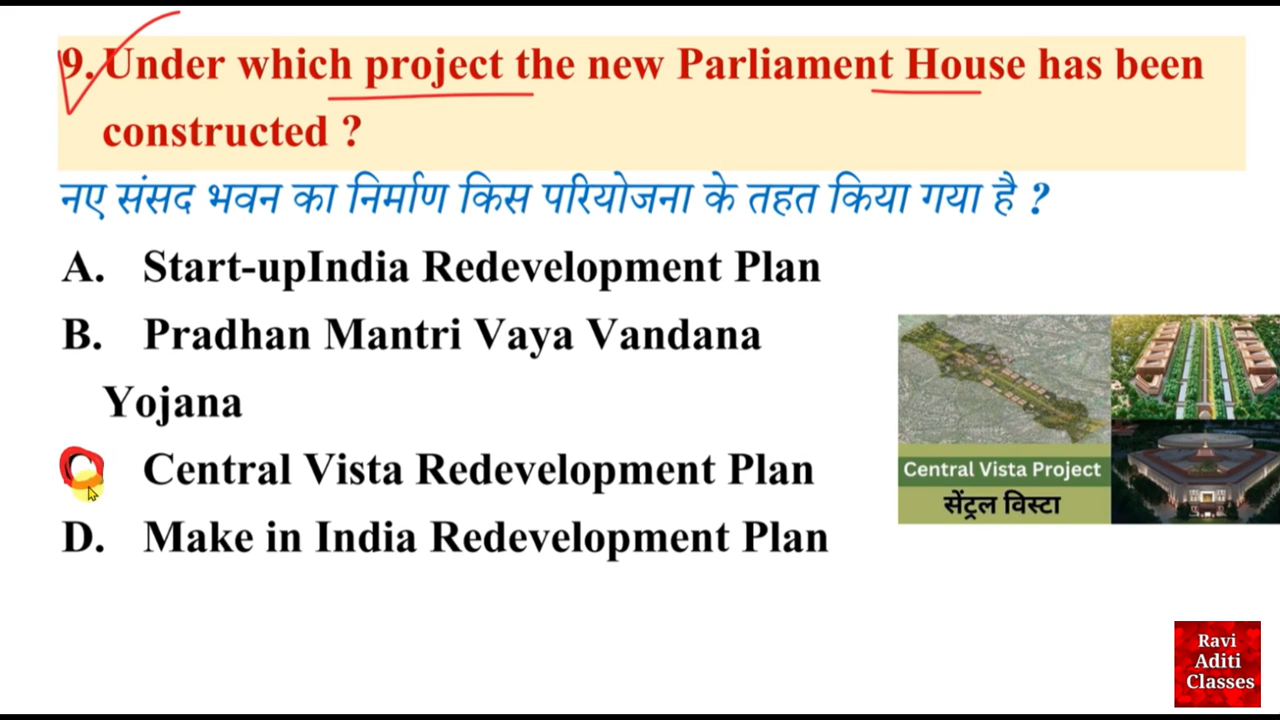 9. Under which project the new Parliament House has been
constructed ?
नए संसद भवन का निर्माण किस परियोजना के तहत किया गया है ?
A. Start-upIndia Redevelopment Plan
B. Pradhan Mantri Vaya Vandana
Yojana
C Central Vista Redevelopment Plan
D. Make in India Redevelopment Plan
Central Vista Project
सेंट्रल विस्टा
Ravi
Aditi
Classes